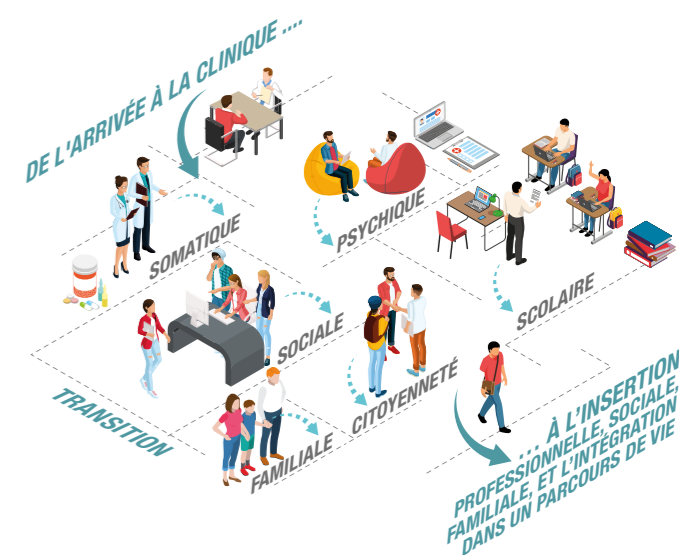 DE L'ARRIVÉE À LA CLINIQUE ....
SOMATIQUE
PSYCHIQUE
SCOLAIRE
SOCIALE
CITOYENNETÉ
TRANSITION
FAMILIALE
... À L'INSERTION
PROFESSIONNELLE, SOCIALE,
FAMILIALE, ET L'INTÉGRATION
DANS UN PARCOURS DE VIE